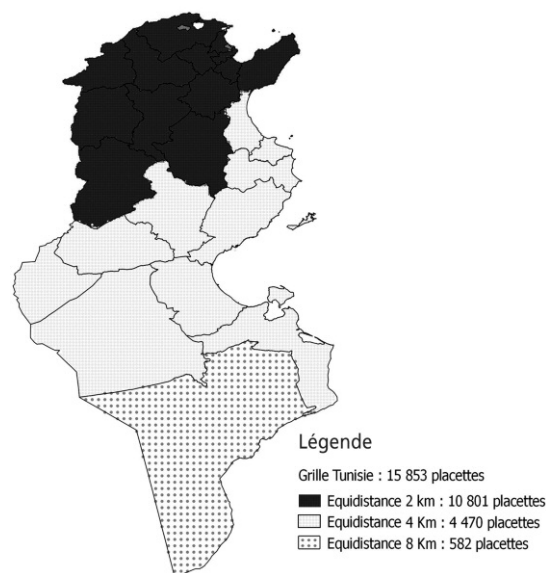 Légende
Grille Tunisie : 15 853 placettes
Equidistance 2 km : 10 801 placettes
Equidistance 4 Km : 4 470 placettes
Equidistance 8 Km : 582 placettes